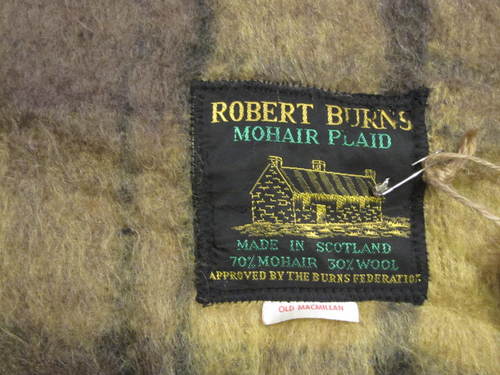 ROBERT BURNS
MOHAIR PLAID
MADE IN SCOTLAND
70% MOHAIR 30% WOOL
APPROVED BY THE BURNS FEDERATION
OLD MACMILLAN